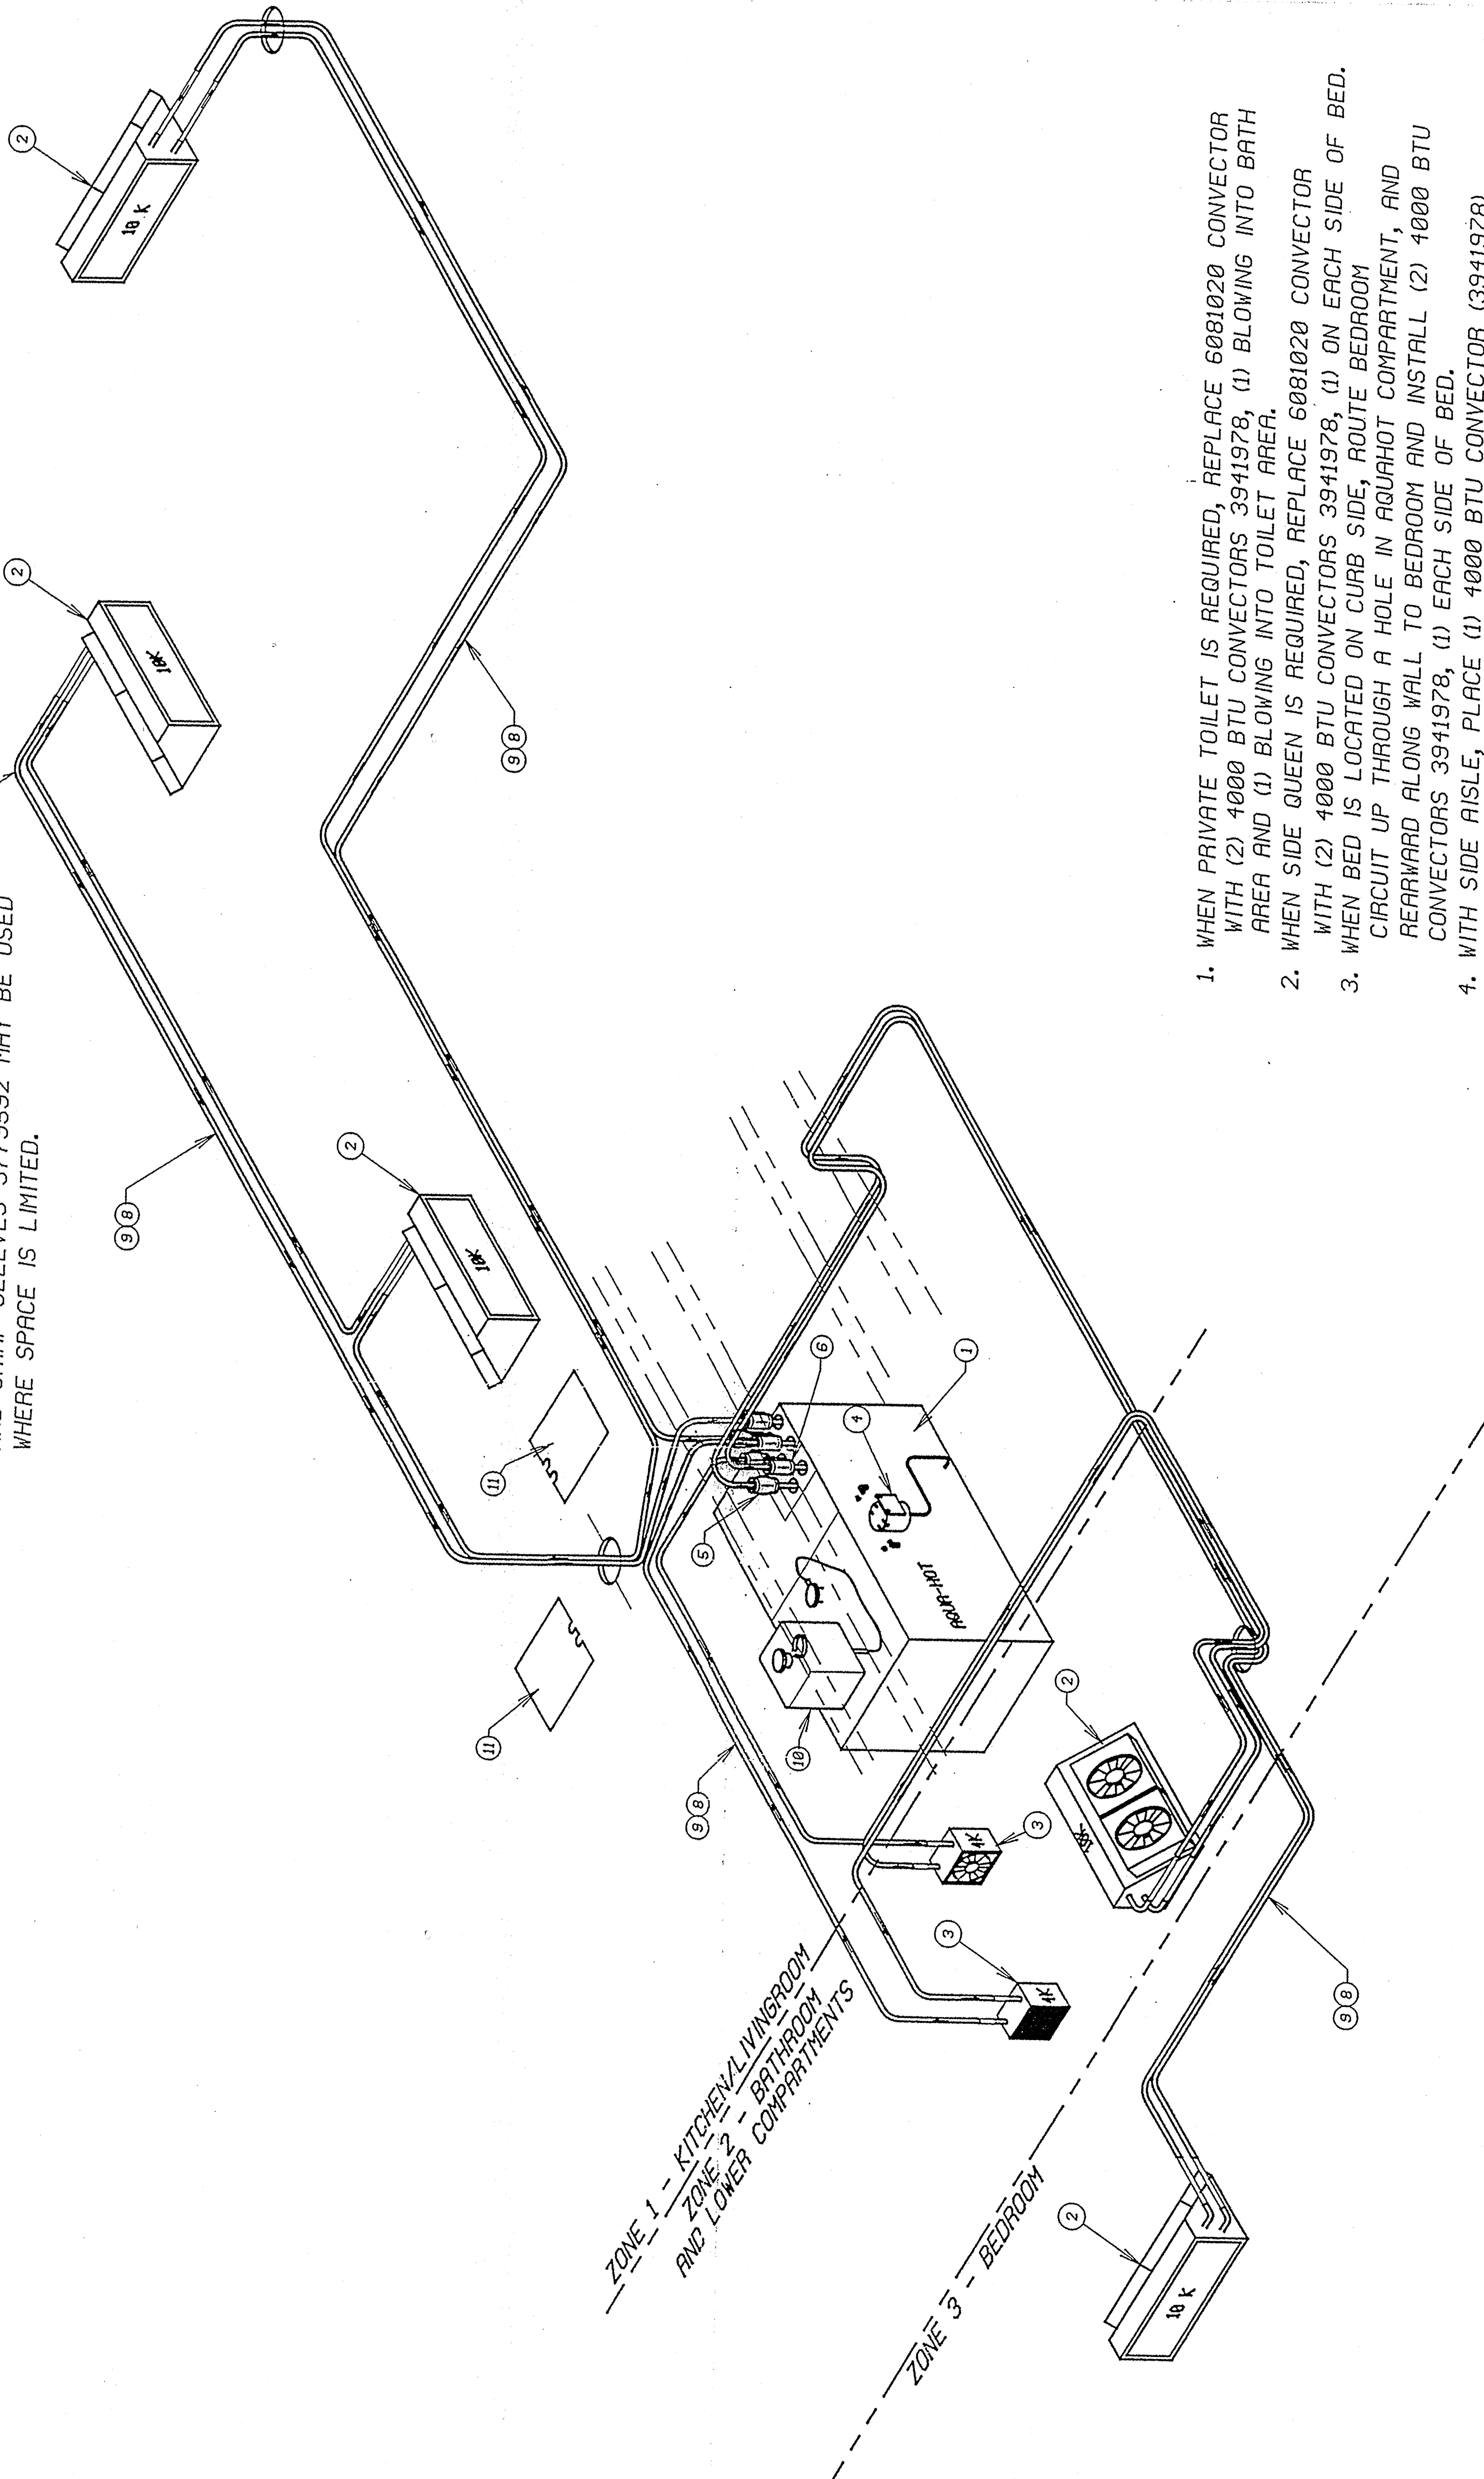 WHERE SPACE IS LIMITED.
2
2
2
10 K
10K
10K
9 8
9 8
11
11
6
1
4
5
AQUA-HOT
10
9 8
3
4K
3
4K
2
10K
9 8
2
10 K
ZONE 1 - KITCHEN/LIVINGROOM
ZONE 2 - BATHROOM
AND LOWER COMPARTMENTS
ZONE 3 - BEDROOM
1. WHEN PRIVATE TOILET IS REQUIRED, REPLACE 6081020 CONVECTOR
WITH (2) 4000 BTU CONVECTORS 3941978, (1) BLOWING INTO BATH
AREA AND (1) BLOWING INTO TOILET AREA.
2. WHEN SIDE QUEEN IS REQUIRED, REPLACE 6081020 CONVECTOR
WITH (2) 4000 BTU CONVECTORS 3941978, (1) ON EACH SIDE OF BED.
3. WHEN BED IS LOCATED ON CURB SIDE, ROUTE BEDROOM
CIRCUIT UP THROUGH A HOLE IN AQUAHOT COMPARTMENT, AND
REARWARD ALONG WALL TO BEDROOM AND INSTALL (2) 4000 BTU
CONVECTORS 3941978, (1) EACH SIDE OF BED.
4. WITH SIDE AISLE, PLACE (1) 4000 BTU CONVECTOR (3941978)